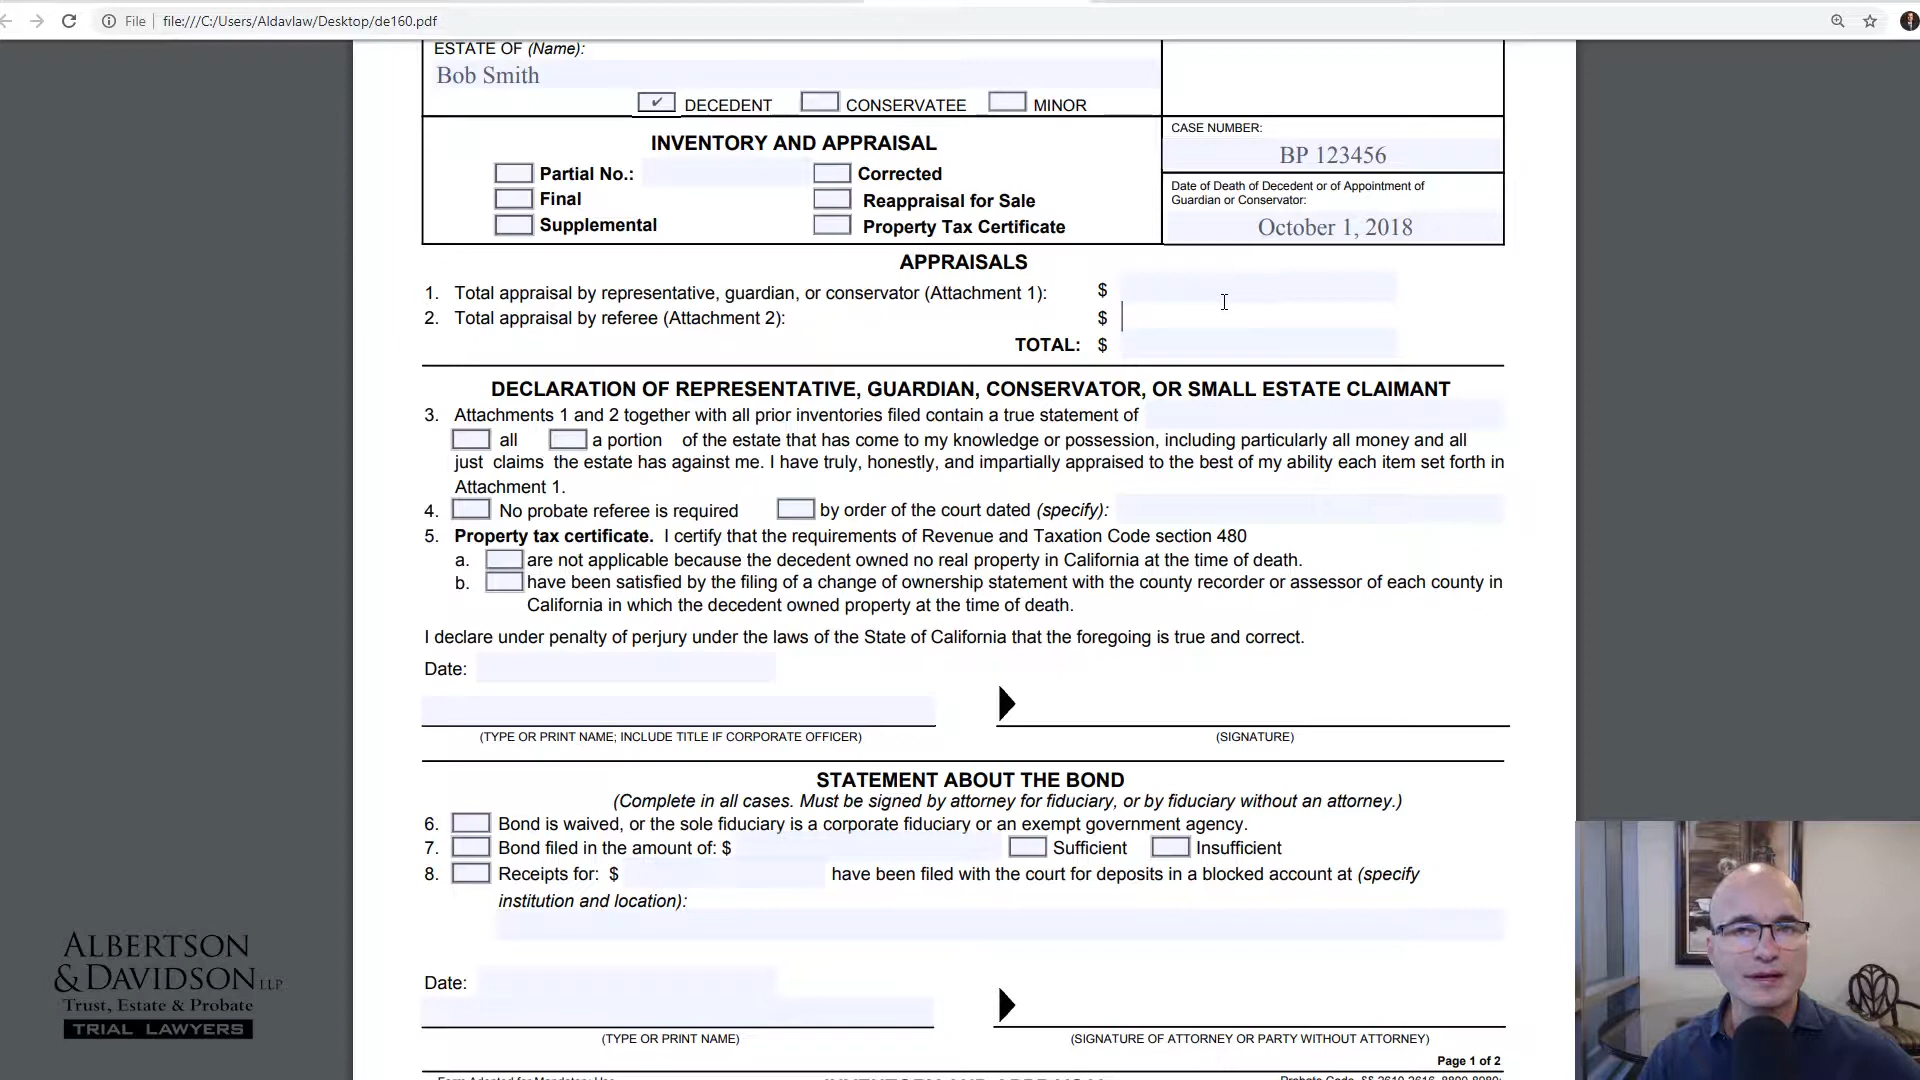 File file:///C:/Users/Aldavlaw/Desktop/de160.pdf
ESTATE OF (Name):
Bob Smith
✔ DECEDENT CONSERVATEE MINOR
INVENTORY AND APPRAISAL
CASE NUMBER:
BP 123456
Partial No.: Corrected
Final Reappraisal for Sale
Supplemental Property Tax Certificate
Date of Death of Decedent or of Appointment of
Guardian or Conservator:
October 1, 2018
APPRAISALS
1. Total appraisal by representative, guardian, or conservator (Attachment 1): $
2. Total appraisal by referee (Attachment 2): $
TOTAL: $
DECLARATION OF REPRESENTATIVE, GUARDIAN, CONSERVATOR, OR SMALL ESTATE CLAIMANT
3. Attachments 1 and 2 together with all prior inventories filed contain a true statement of
all a portion of the estate that has come to my knowledge or possession, including particularly all money and all
just claims the estate has against me. I have truly, honestly, and impartially appraised to the best of my ability each item set forth in
Attachment 1.
4. No probate referee is required by order of the court dated (specify):
5. Property tax certificate. I certify that the requirements of Revenue and Taxation Code section 480
a. are not applicable because the decedent owned no real property in California at the time of death.
b. have been satisfied by the filing of a change of ownership statement with the county recorder or assessor of each county in
California in which the decedent owned property at the time of death.
I declare under penalty of perjury under the laws of the State of California that the foregoing is true and correct.
Date:
(TYPE OR PRINT NAME; INCLUDE TITLE IF CORPORATE OFFICER) (SIGNATURE)
STATEMENT ABOUT THE BOND
(Complete in all cases. Must be signed by attorney for fiduciary, or by fiduciary without an attorney.)
6. Bond is waived, or the sole fiduciary is a corporate fiduciary or an exempt government agency.
7. Bond filed in the amount of: $ Sufficient Insufficient
8. Receipts for: $ have been filed with the court for deposits in a blocked account at (specify
institution and location):
Date:
(TYPE OR PRINT NAME) (SIGNATURE OF ATTORNEY OR PARTY WITHOUT ATTORNEY)
Page 1 of 2
ALBERTSON
& DAVIDSON LLP
Trust, Estate & Probate
TRIAL LAWYERS